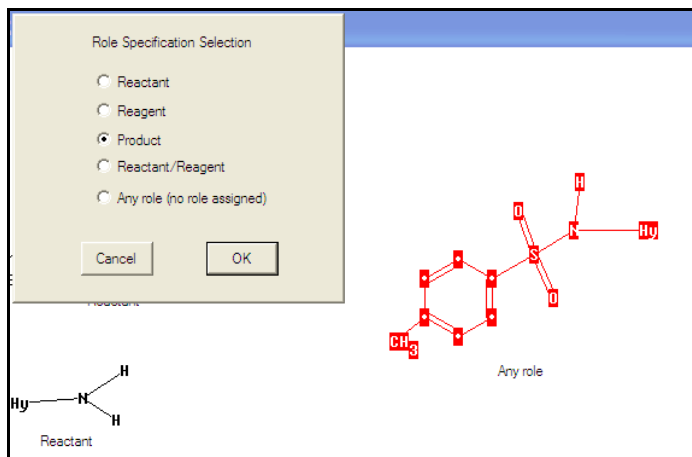 Role Specification Selection
Reactant
Reagent
Product
Reactant/Reagent
Any role (no role assigned)
Cancel
OK
H
O
N
Hy
S
O
CH3
Any role
H
Hy
N
H
Reactant